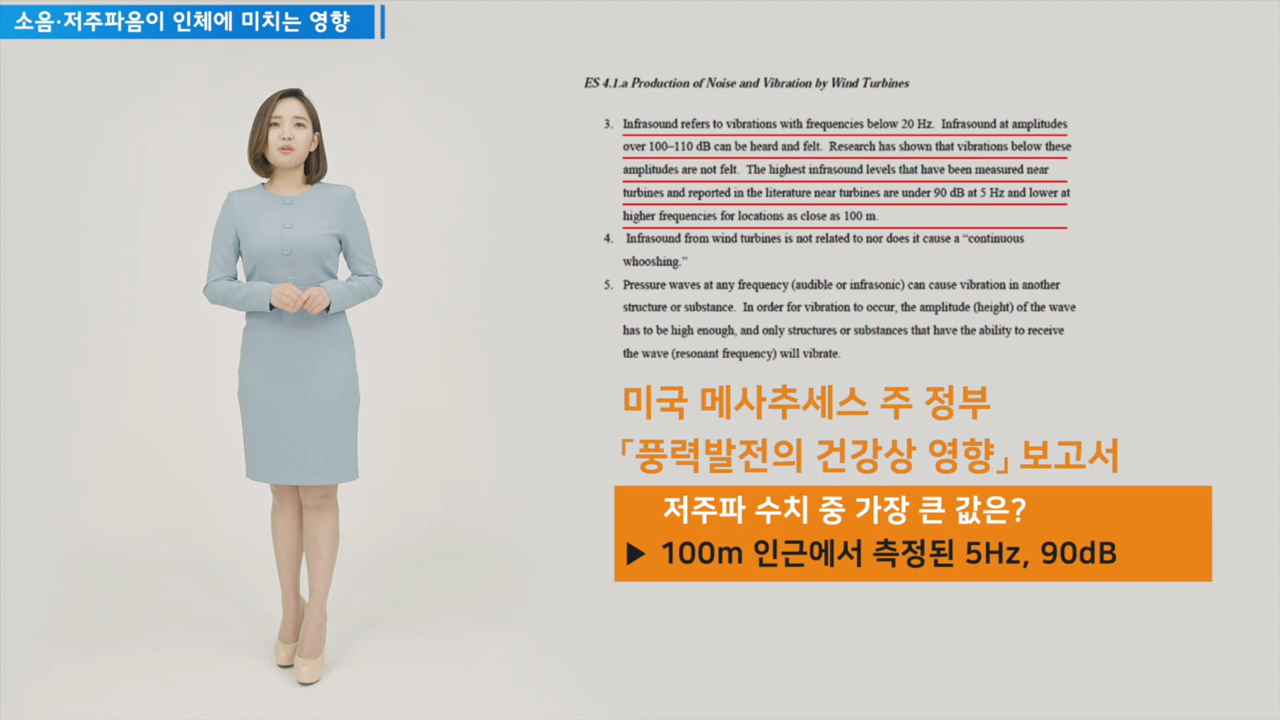 소음·저주파음이 인체에 미치는 영향
ES 4.1.a Production of Noise and Vibration by Wind Turbines
3. Infrasound refers to vibrations with frequencies below 20 Hz. Infrasound at amplitudes
over 100–110 dB can be heard and felt. Research has shown that vibrations below these
amplitudes are not felt. The highest infrasound levels that have been measured near
turbines and reported in the literature near turbines are under 90 dB at 5 Hz and lower at
higher frequencies for locations as close as 100 m.
4. Infrasound from wind turbines is not related to nor does it cause a “continuous
whooshing.”
5. Pressure waves at any frequency (audible or infrasonic) can cause vibration in another
structure or substance. In order for vibration to occur, the amplitude (height) of the wave
has to be high enough, and only structures or substances that have the ability to receive
the wave (resonant frequency) will vibrate.
미국 메사추세스 주 정부
「풍력발전의 건강상 영향」 보고서
저주파 수치 중 가장 큰 값은?
▶ 100m 인근에서 측정된 5Hz, 90dB